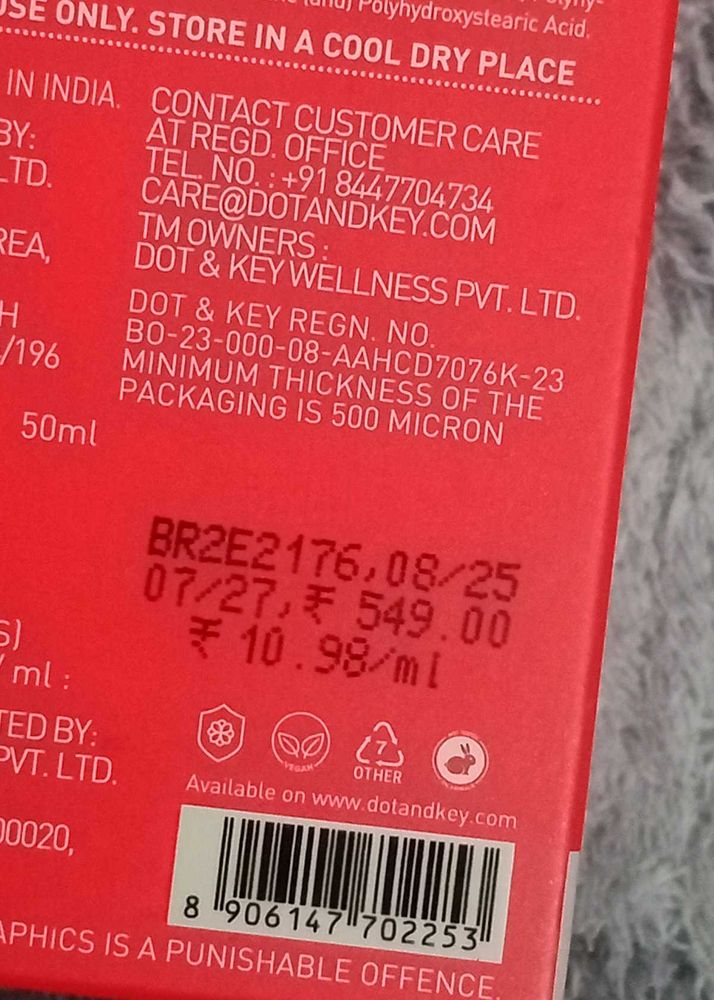 (and) Polyhydroxystearic Acid.
USE ONLY. STORE IN A COOL DRY PLACE
IN INDIA.
BY:
LTD.
REA,
/196
50ml
CONTACT CUSTOMER CARE
AT REGD. OFFICE
TEL. NO. : +91 8447704734
CARE@DOTANDKEY.COM
TM OWNERS :
DOT & KEY WELLNESS PVT. LTD.
DOT & KEY REGN. NO.
BO-23-000-08-AAHCD7076K-23
MINIMUM THICKNESS OF THE
PACKAGING IS 500 MICRON
BR2E2176, 08/25
07/27, ₹ 549.00
₹ 10.98/ml
/ ml :
TED BY:
PVT. LTD.
00020,
VEGAN
7
OTHER
Available on www.dotandkey.com
8 906147 702253
APHICS IS A PUNISHABLE OFFENCE.